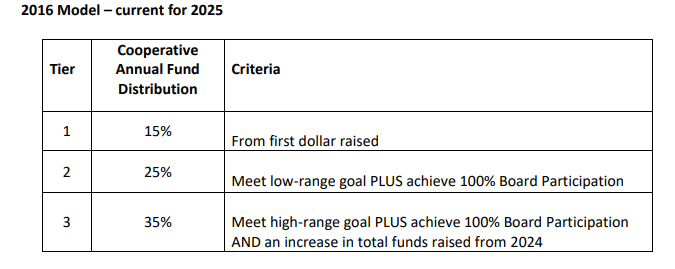 2016 Model – current for 2025
Tier
Cooperative
Annual Fund
Distribution
Criteria
1
15%
From first dollar raised
2
25%
Meet low-range goal PLUS achieve 100% Board Participation
3
35%
Meet high-range goal PLUS achieve 100% Board Participation
AND an increase in total funds raised from 2024